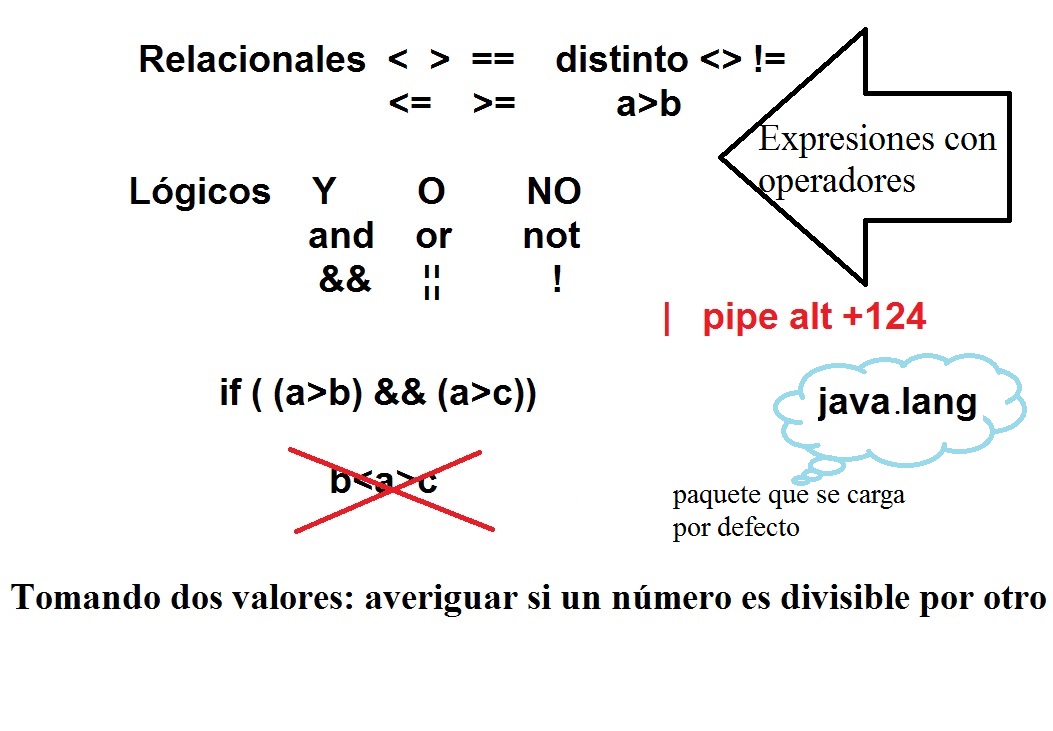 Relacionales < > == distinto <> !=
<= >= a>b
Expresiones con
operadores
Lógicos Y O NO
and or not
&& ¦¦ !
| pipe alt +124
if ( (a>b) && (a>c))
java.lang
b<a>c
paquete que se carga
por defecto
Tomando dos valores: averiguar si un número es divisible por otro